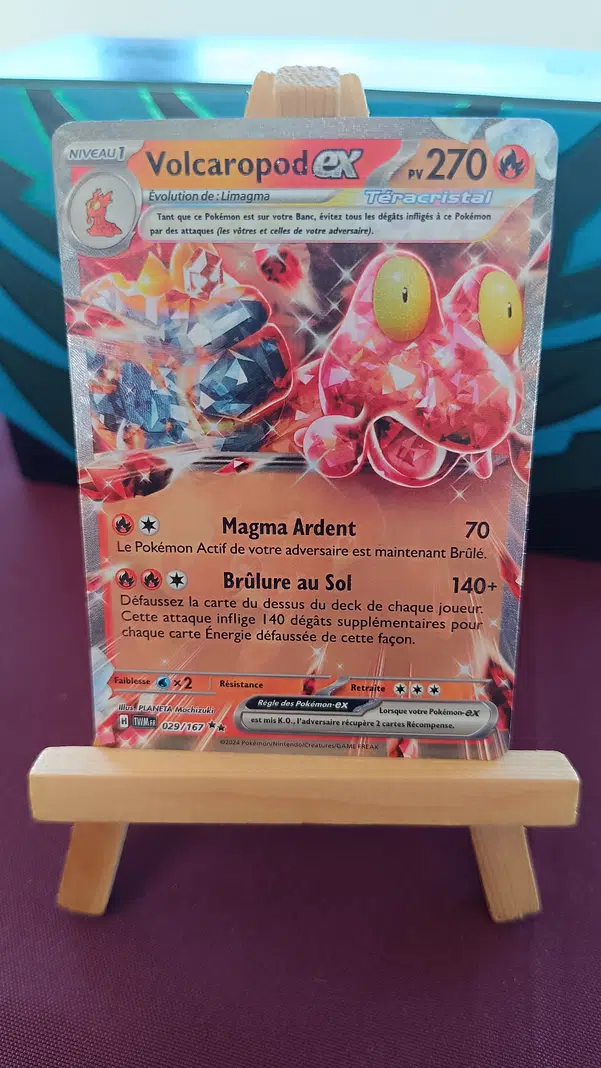 NIVEAU 1
Volcaropod ex
PV 270
Évolution de : Limagma
Téracristal
Tant que ce Pokémon est sur votre Banc, évitez tous les dégâts infligés à ce Pokémon
par des attaques (les vôtres et celles de votre adversaire).
Magma Ardent 70
Le Pokémon Actif de votre adversaire est maintenant Brûlé.
Brûlure au Sol 140+
Défaussez la carte du dessus du deck de chaque joueur.
Cette attaque inflige 140 dégâts supplémentaires pour
chaque carte Énergie défaussée de cette façon.
Faiblesse ×2 Résistance Retraite
Illus. PLANETA Mochizuki
H TWM FR 029/167
Règle des Pokémon-ex
Lorsque votre Pokémon-ex
est mis K.O., l'adversaire récupère 2 cartes Récompense.
©2024 Pokémon/Nintendo/Creatures/GAME FREAK